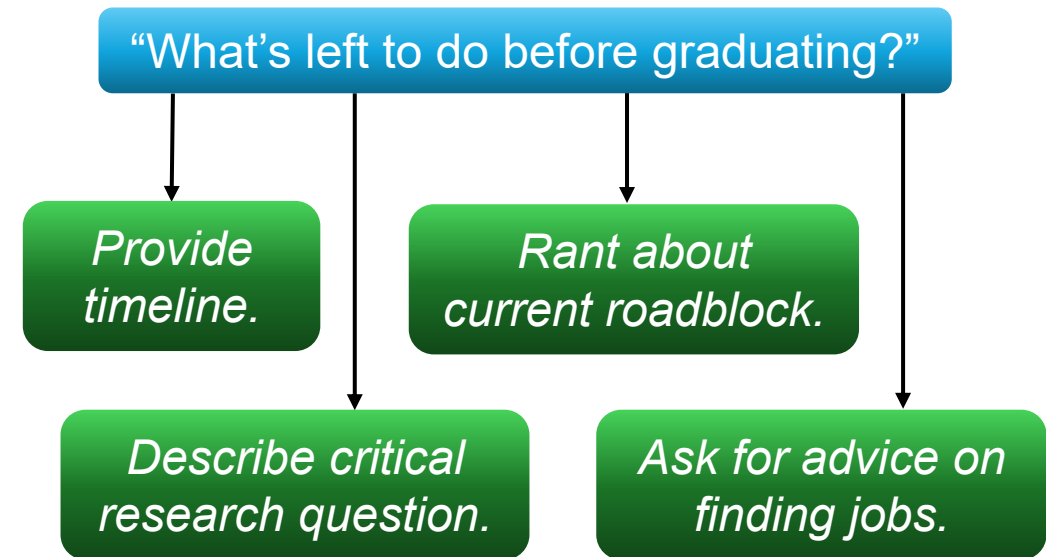 “What’s left to do before graduating?”
Provide
timeline.
Rant about
current roadblock.
Describe critical
research question.
Ask for advice on
finding jobs.